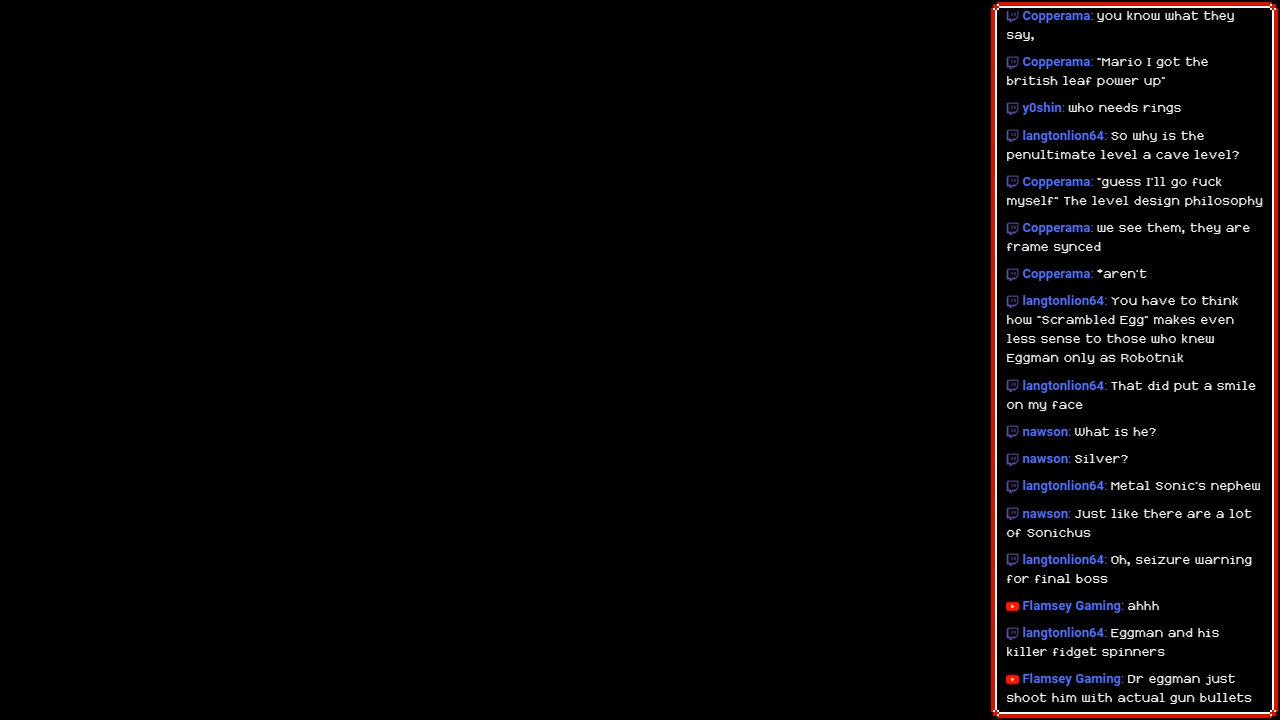 Copperama: you know what they
say,
Copperama: "Mario I got the
british leaf power up"
y0shin: who needs rings
langtonlion64: So why is the
penultimate level a cave level?
Copperama: "guess I'll go fuck
myself" The level design philosophy
Copperama: we see them, they are
frame synced
Copperama: *aren't
langtonlion64: You have to think
how "Scrambled Egg" makes even
less sense to those who knew
Eggman only as Robotnik
langtonlion64: That did put a smile
on my face
nawson: What is he?
nawson: Silver?
langtonlion64: Metal Sonic's nephew
nawson: Just like there are a lot
of Sonichus
langtonlion64: Oh, seizure warning
for final boss
Flamsey Gaming: ahhh
langtonlion64: Eggman and his
killer fidget spinners
Flamsey Gaming: Dr eggman just
shoot him with actual gun bullets